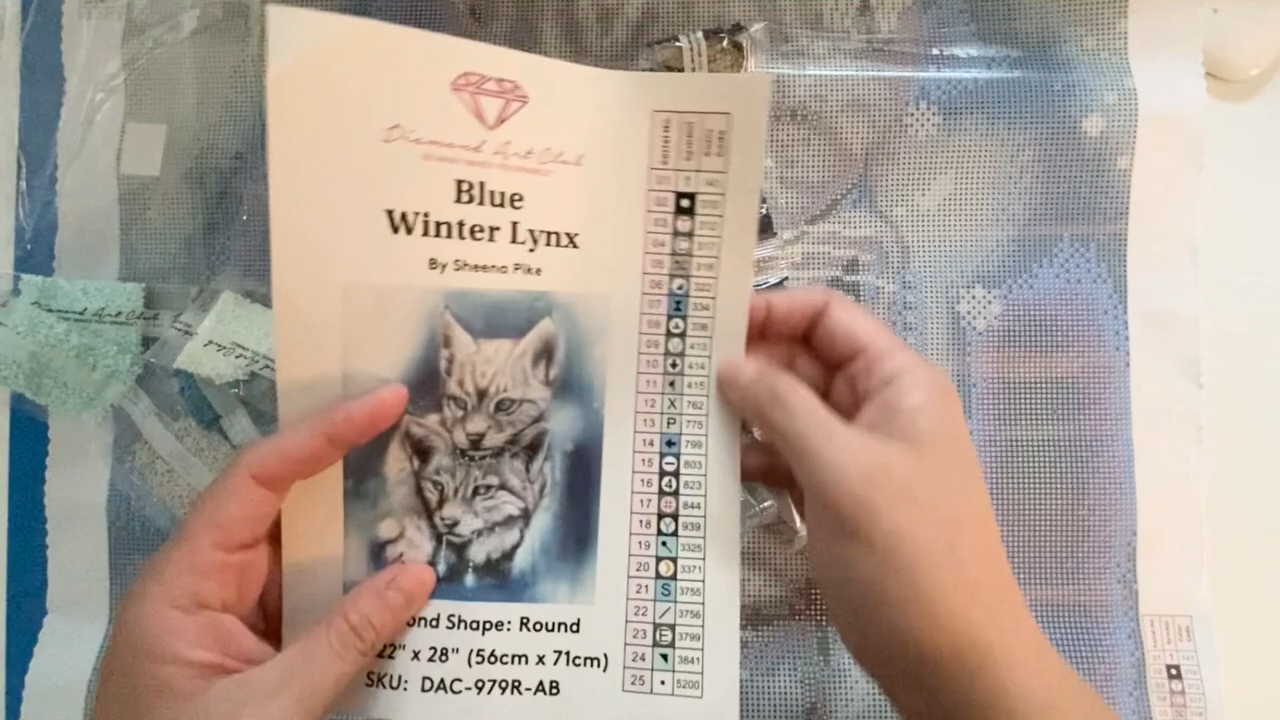 Diamond Art Club
Blue
Winter Lynx
By Sheena Pike
ond Shape: Round
22" x 28" (56cm x 71cm)
SKU: DAC-979R-AB
01
02 310
03 312
04 317
05 318
06 322
07 334
08 336
09 413
10 414
11 415
12 X 762
13 P 775
14 799
15 803
16 4 823
17 844
18 Y 939
19 3325
20 3371
21 S 3755
22 / 3756
23 E 3799
24 3841
25 5200